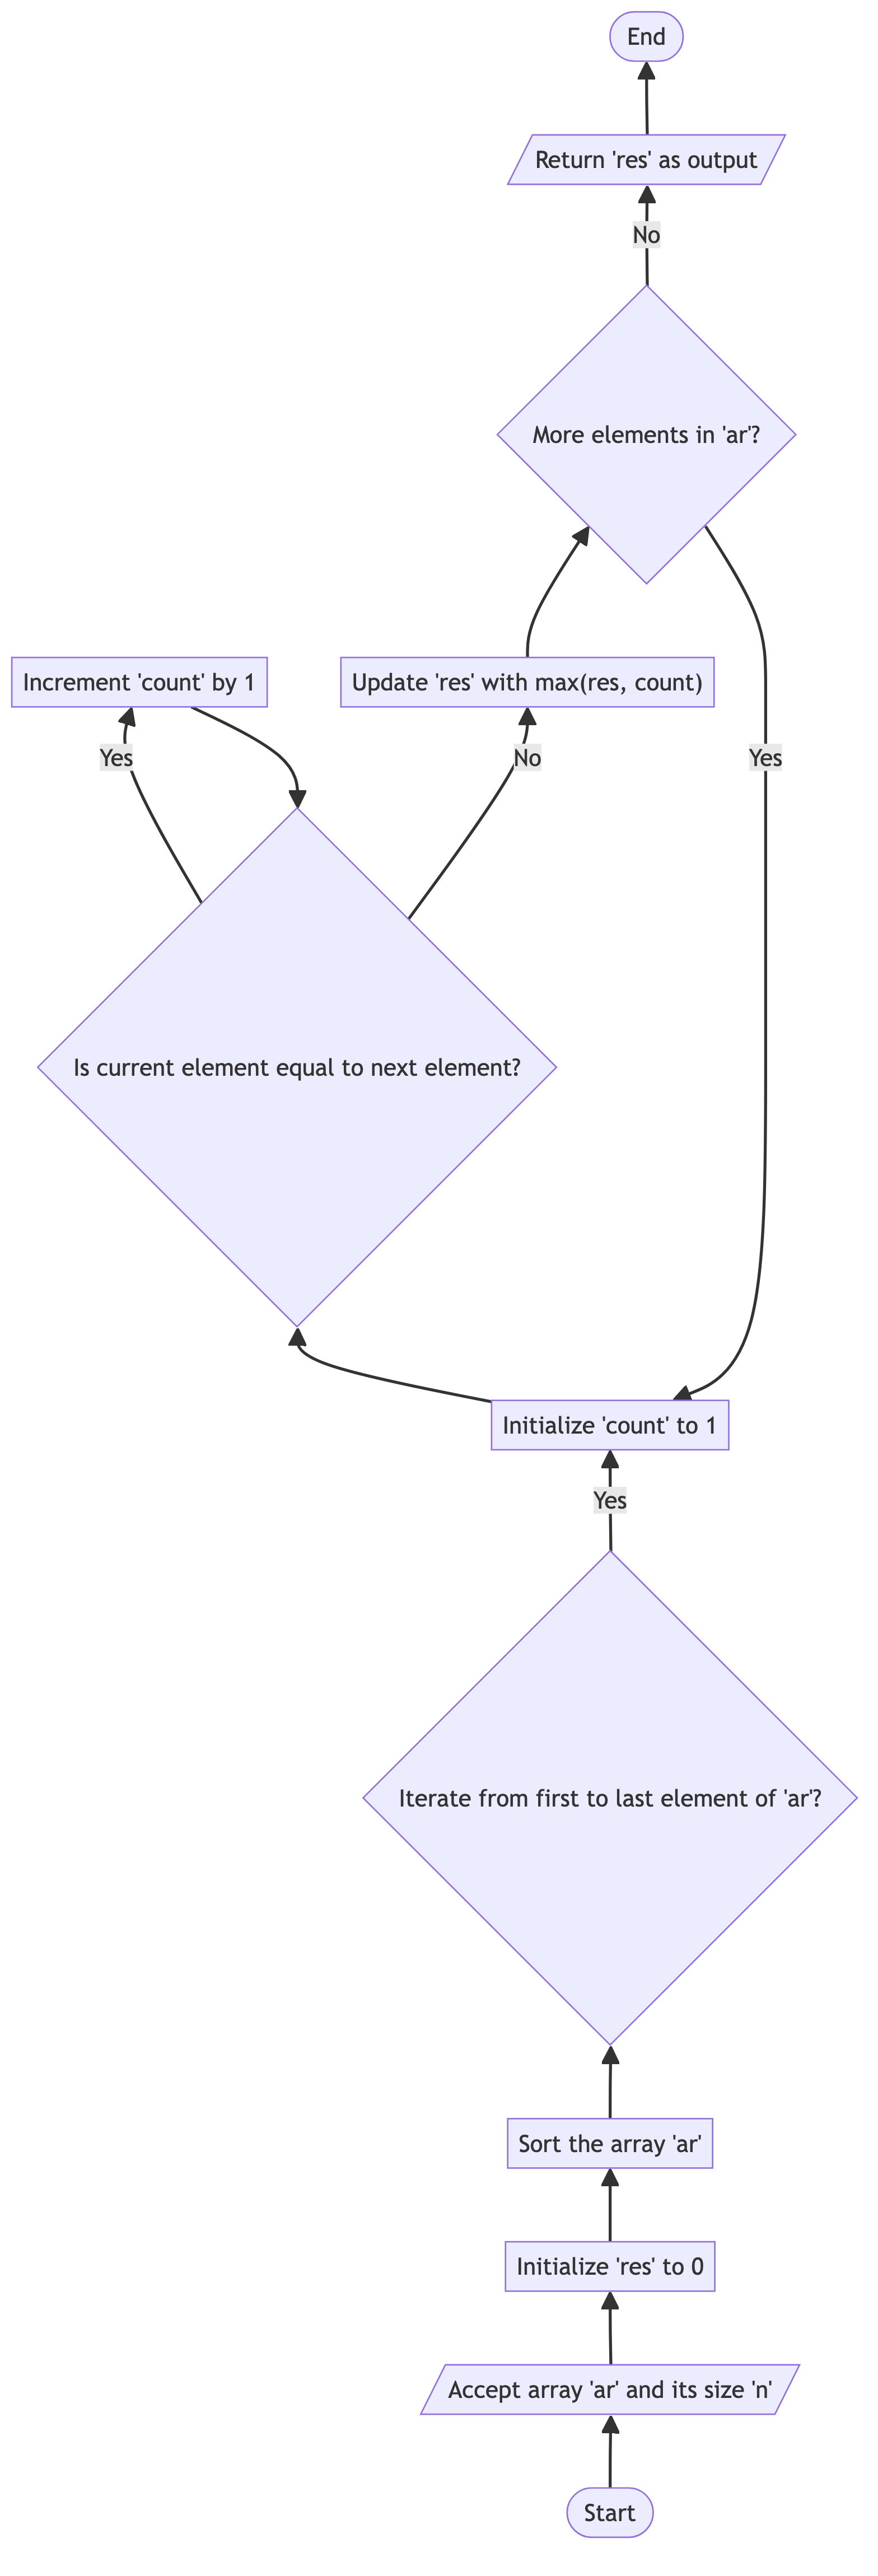 End
Return 'res' as output
No
More elements in 'ar'?
Increment 'count' by 1
Update 'res' with max(res, count)
Yes
No
Yes
Is current element equal to next element?
Initialize 'count' to 1
Yes
Iterate from first to last element of 'ar'?
Sort the array 'ar'
Initialize 'res' to 0
Accept array 'ar' and its size 'n'
Start